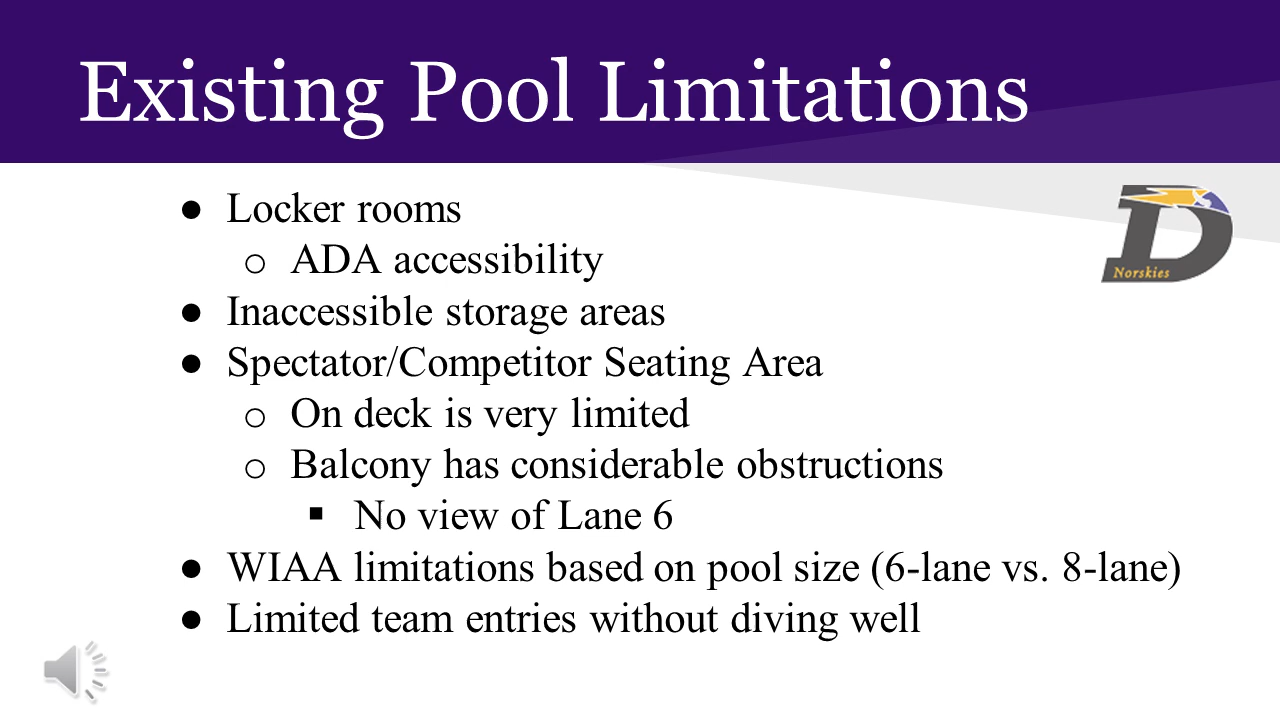 Existing Pool Limitations
● Locker rooms
o ADA accessibility
Norskies
● Inaccessible storage areas
● Spectator/Competitor Seating Area
o On deck is very limited
o Balcony has considerable obstructions
▪ No view of Lane 6
● WIAA limitations based on pool size (6-lane vs. 8-lane)
● Limited team entries without diving well